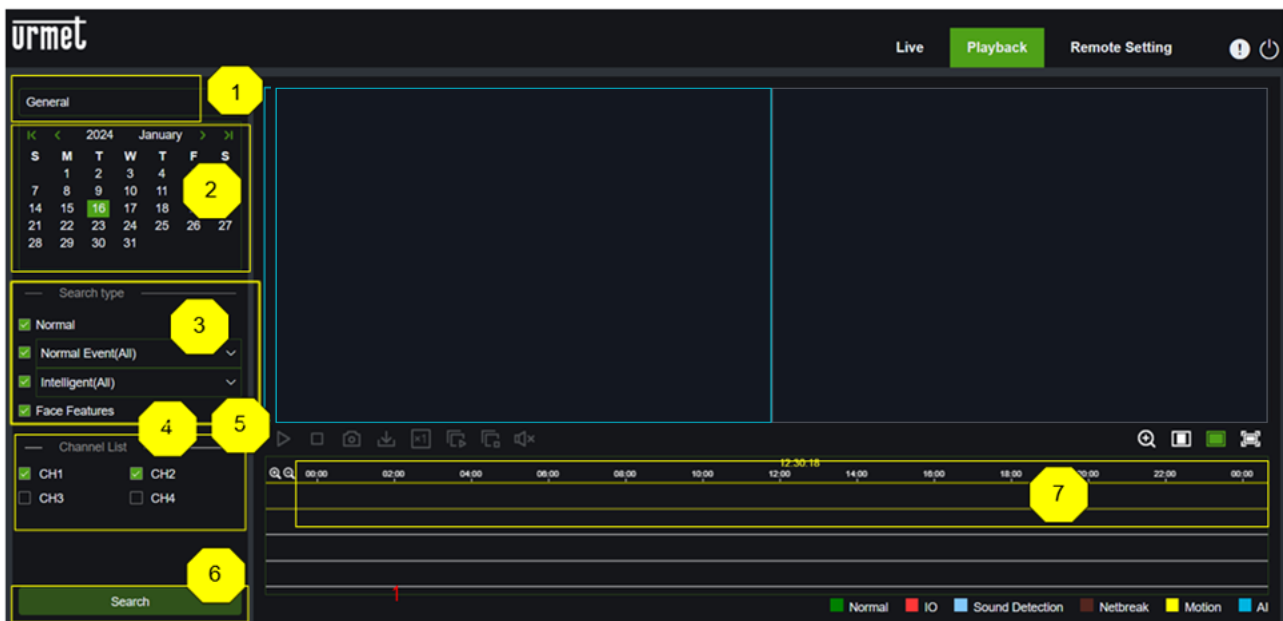 urmet
Live Playback Remote Setting !
General 1
2024 January
S M T W T F S
1 2 3 4
7 8 9 10 11 2
14 15 16 17 18
21 22 23 24 25 26 27
28 29 30 31
Search type
Normal 3
Normal Event(All)
Intelligent(All)
Face Features
4 5
Channel List
CH1 CH2
CH3 CH4
x1
12:30:18
00:00 02:00 04:00 06:00 08:00 10:00 12:00 14:00 16:00 18:00 20:00 22:00 00:00
7
6
Search
1
Normal IO Sound Detection Netbreak Motion AI